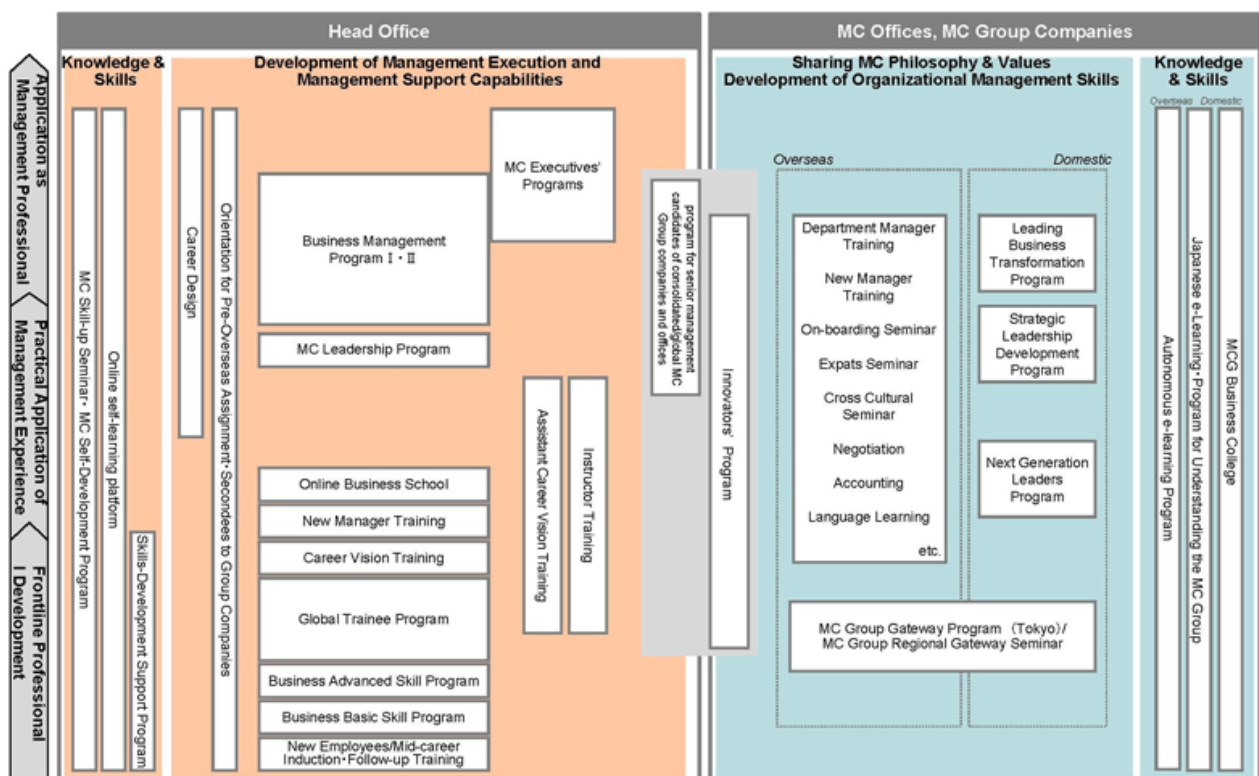 Head Office
MC Offices, MC Group Companies
Application as
Management Professional
Practical Application of
Management Experience
Frontline Professional
I Development
Knowledge &
Skills
MC Skill-up Seminar・MC Self-Development Program
Online self-learning platform
Skills-Development Support Program
Development of Management Execution and
Management Support Capabilities
Career Design
Orientation for Pre-Overseas Assignment・Secondees to Group Companies
MC Executives'
Programs
Business Management
Program Ⅰ・Ⅱ
MC Leadership Program
Online Business School
New Manager Training
Career Vision Training
Global Trainee Program
Business Advanced Skill Program
Business Basic Skill Program
New Employees/Mid-career
Induction・Follow-up Training
Assistant Career Vision Training
Instructor Training
program for senior management
candidates of consolidated/global MC
Group companies and offices
Innovators' Program
Sharing MC Philosophy & Values
Development of Organizational Management Skills
Overseas
Domestic
Department Manager
Training
New Manager
Training
On-boarding Seminar
Expats Seminar
Cross Cultural
Seminar
Negotiation
Accounting
Language Learning
etc.
Leading
Business
Transformation
Program
Strategic
Leadership
Development
Program
Next Generation
Leaders
Program
MC Group Gateway Program (Tokyo)/
MC Group Regional Gateway Seminar
Knowledge
& Skills
Overseas Domestic
Autonomous e-learning Program
Japanese e-Learning・Program for Understanding the MC Group
MCG Business College